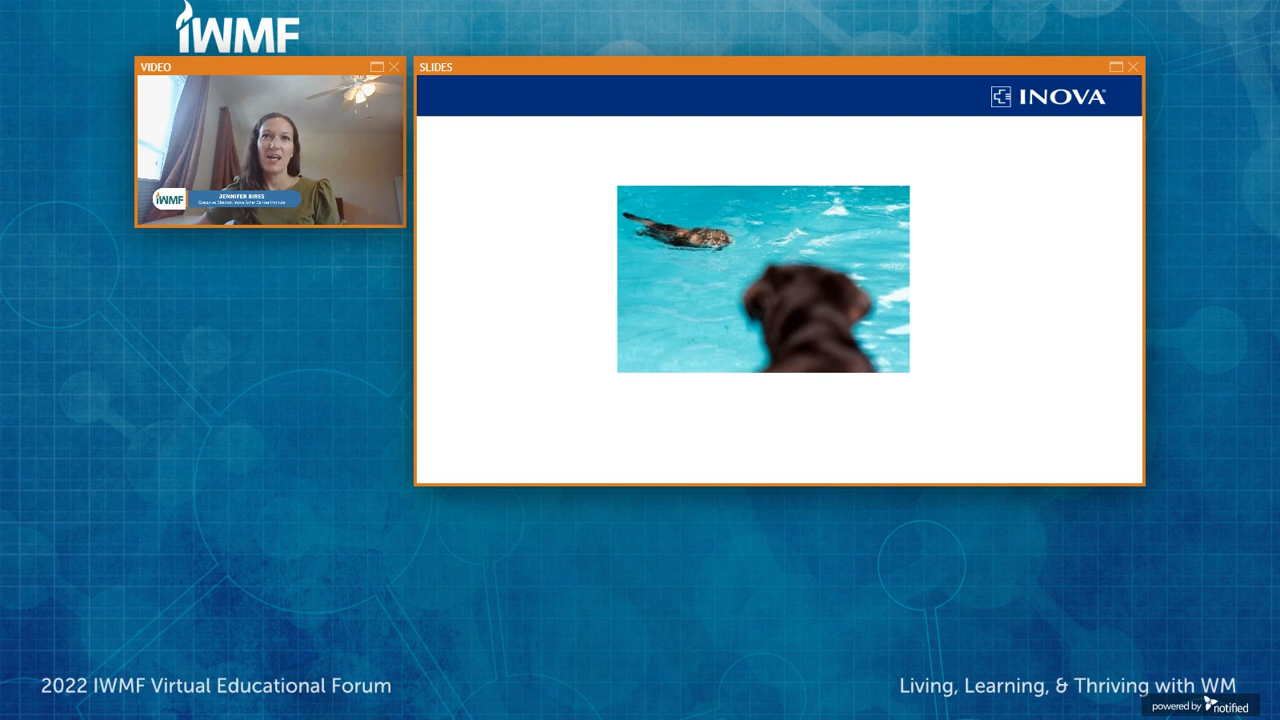 iWMF
VIDEO
SLIDES
INOVA
iWMF
JENNIFER BIRES
2022 IWMF Virtual Educational Forum
Living, Learning, & Thriving with WM
powered by notified